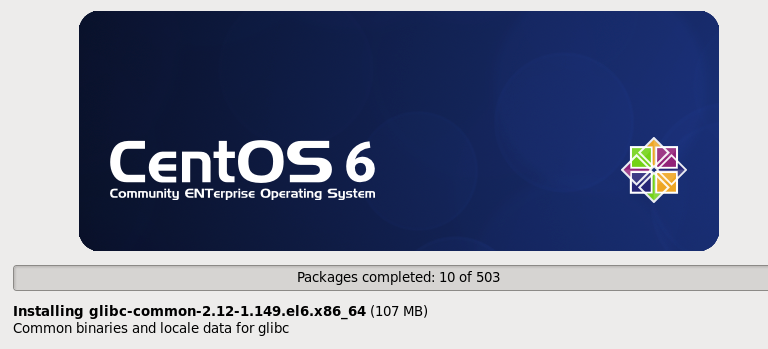 CentOS 6
Community ENTerprise Operating System
Packages completed: 10 of 503
Installing glibc-common-2.12-1.149.el6.x86_64 (107 MB)
Common binaries and locale data for glibc